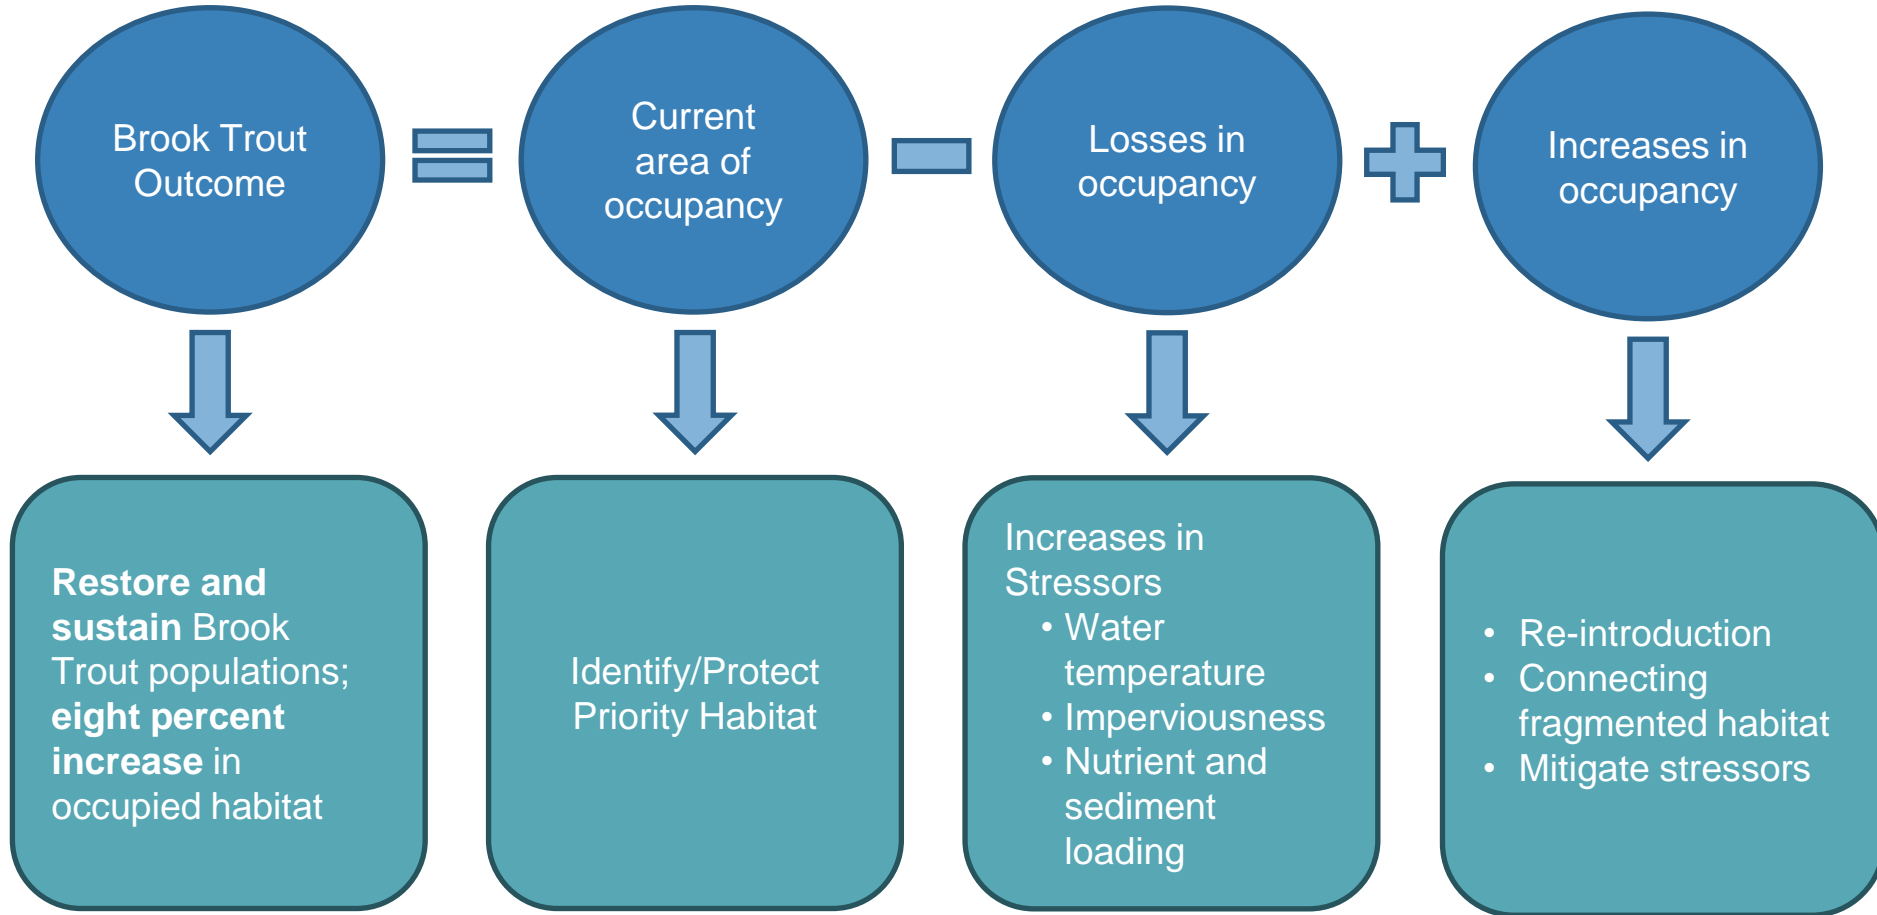 Brook Trout
Outcome
Current
area of
occupancy
Losses in
occupancy
Increases in
occupancy
Restore and
sustain Brook
Trout populations;
eight percent
increase in
occupied habitat
Identify/Protect
Priority Habitat
Increases in
Stressors
• Water
temperature
• Imperviousness
• Nutrient and
sediment
loading
• Re-introduction
• Connecting
fragmented habitat
• Mitigate stressors